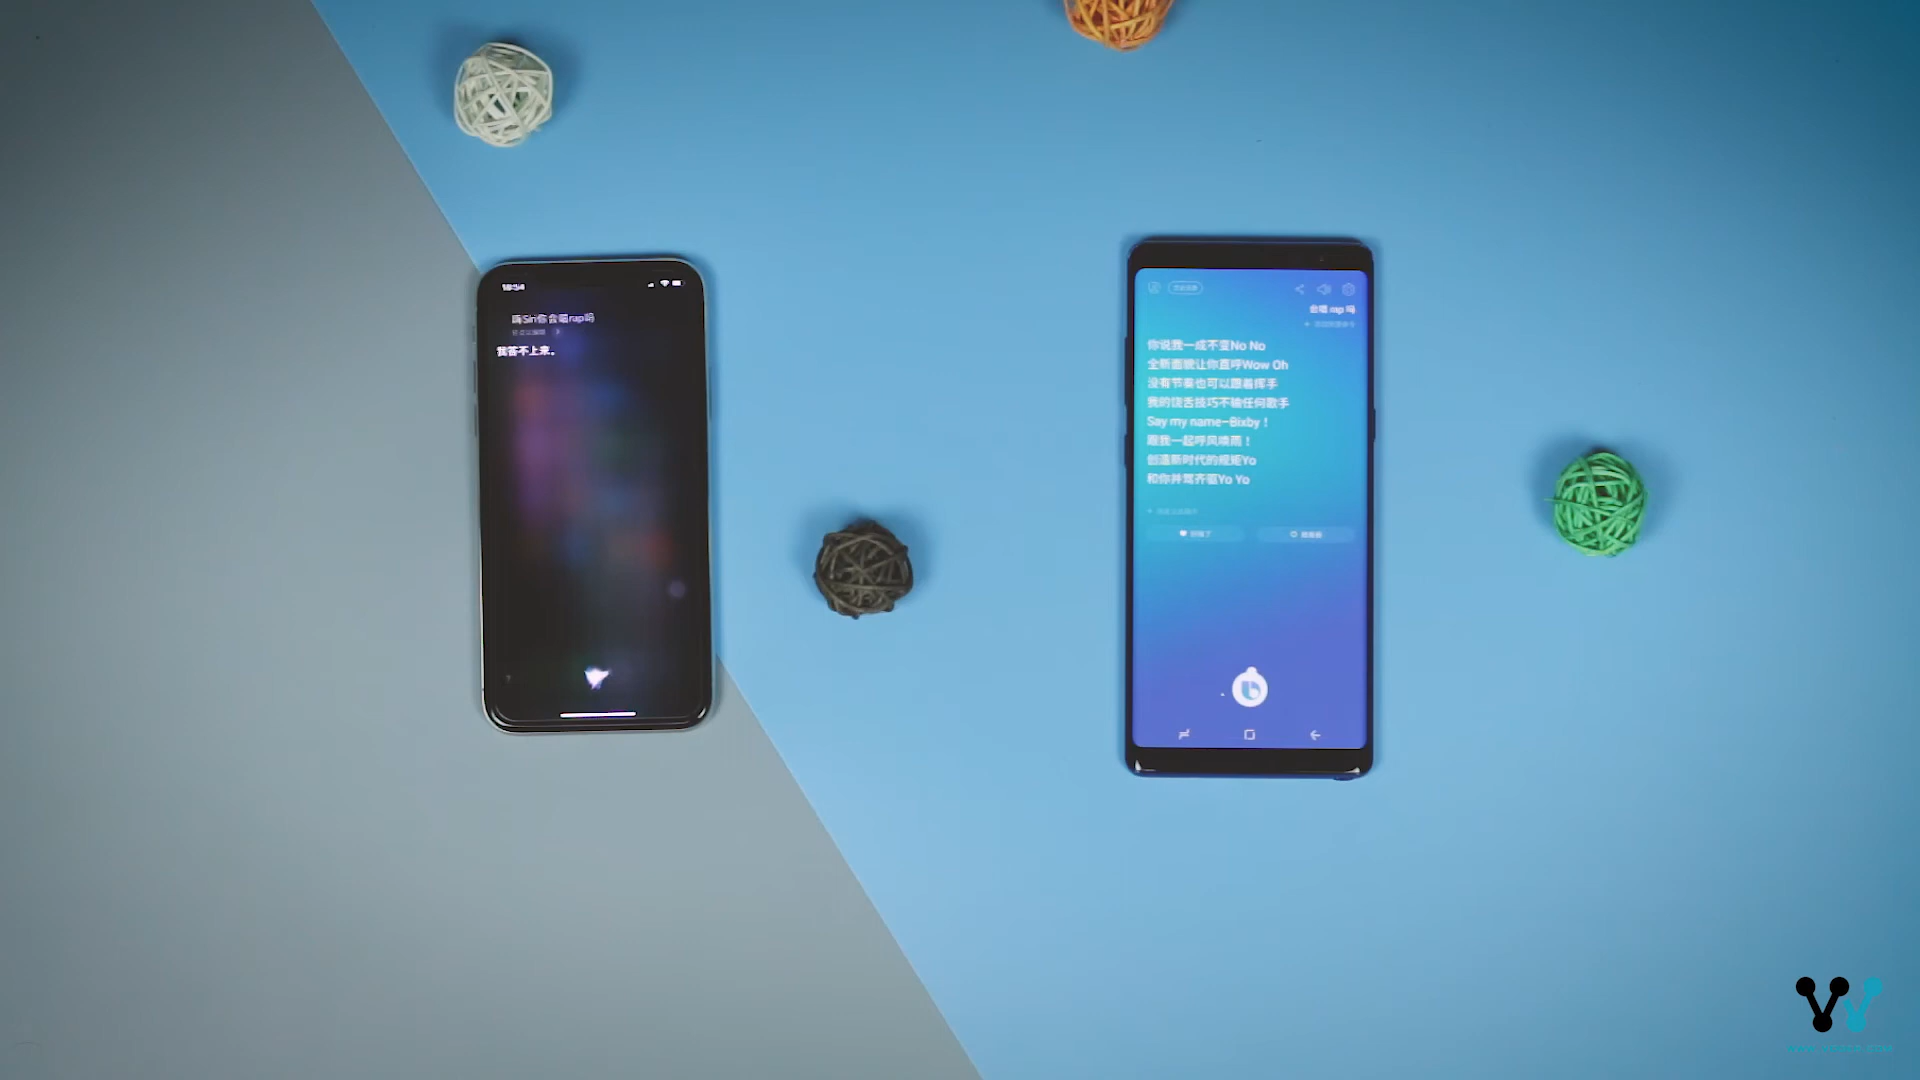 18:54
嗨Siri你会唱rap吗
我答不上来。
会唱 rap 吗
你说我一成不变No No
全新面貌让你直呼Wow Oh
没有节奏也可以跟着挥手
我的饶舌技巧不输任何歌手
Say my name-Bixby！
跟我一起呼风唤雨！
创造新时代的规矩Yo
和你并驾齐驱Yo Yo